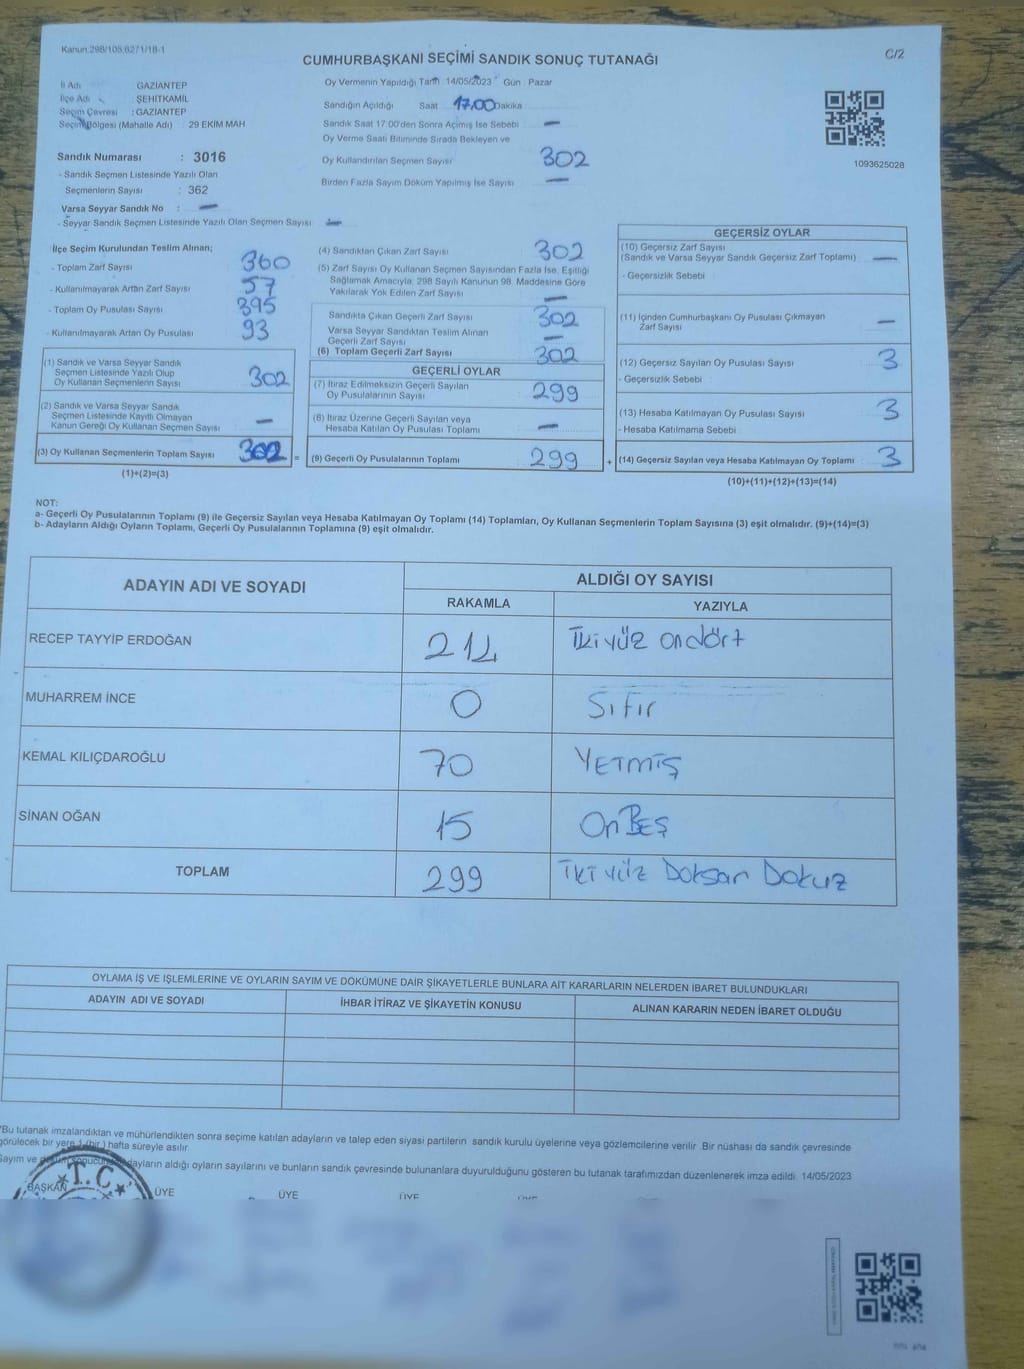 Kanun:298/105,6271/18-1
C/2
CUMHURBAŞKANI SEÇİMİ SANDIK SONUÇ TUTANAĞI
İl Adı GAZİANTEP
İlçe Adı : ŞEHİTKAMİL
Seçim Çevresi : GAZİANTEP
Seçim Bölgesi (Mahalle Adı) : 29 EKİM MAH
Sandık Numarası : 3016
- Sandık Seçmen Listesinde Yazılı Olan
Seçmenlerin Sayısı : 362
Varsa Seyyar Sandık No : —
- Seyyar Sandık Seçmen Listesinde Yazılı Olan Seçmen Sayısı : —
Oy Vermenin Yapıldığı Tarih 14/05/2023 Gün : Pazar
Sandığın Açıldığı Saat 17.00 Dakika
Sandık Saat 17:00'den Sonra Açımış İse Sebebi —
Oy Verme Saati Bitiminde Sırada Bekleyen ve
Oy Kullandırılan Seçmen Sayısı 302
Birden Fazla Sayım Döküm Yapılmış İse Sayısı —
1093625028
İlçe Seçim Kurulundan Teslim Alınan;
- Toplam Zarf Sayısı 360
- Kullanılmayarak Artan Zarf Sayısı 57
- Toplam Oy Pusulası Sayısı 395
- Kullanılmayarak Artan Oy Pusulası 93
(1) Sandık ve Varsa Seyyar Sandık
Seçmen Listesinde Yazılı Olup
Oy Kullanan Seçmenlerin Sayısı 302
(2) Sandık ve Varsa Seyyar Sandık
Seçmen Listesinde Kayıtlı Olmayan
Kanun Gereği Oy Kullanan Seçmen Sayısı —
(3) Oy Kullanan Seçmenlerin Toplam Sayısı 302 =
(1)+(2)=(3)
(4) Sandıktan Çıkan Zarf Sayısı 302
(5) Zarf Sayısı Oy Kullanan Seçmen Sayısından Fazla İse, Eşitliği
Sağlamak Amacıyla, 298 Sayılı Kanunun 98. Maddesine Göre
Yakılarak Yok Edilen Zarf Sayısı —
Sandıkta Çıkan Geçerli Zarf Sayısı 302
Varsa Seyyar Sandıktan Teslim Alınan
Geçerli Zarf Sayısı —
(6) Toplam Geçerli Zarf Sayısı 302
GEÇERLİ OYLAR
(7) İtiraz Edilmeksizin Geçerli Sayılan
Oy Pusulalarının Sayısı 299
(8) İtiraz Üzerine Geçerli Sayılan veya
Hesaba Katılan Oy Pusulası Toplamı —
(9) Geçerli Oy Pusulalarının Toplamı 299 +
GEÇERSİZ OYLAR
(10) Geçersiz Zarf Sayısı
(Sandık ve Varsa Seyyar Sandık Geçersiz Zarf Toplamı) —
- Geçersizlik Sebebi
(11) İçinden Cumhurbaşkanı Oy Pusulası Çıkmayan
Zarf Sayısı —
(12) Geçersiz Sayılan Oy Pusulası Sayısı 3
- Geçersizlik Sebebi
(13) Hesaba Katılmayan Oy Pusulası Sayısı 3
- Hesaba Katılmama Sebebi
(14) Geçersiz Sayılan veya Hesaba Katılmayan Oy Toplamı 3
(10)+(11)+(12)+(13)=(14)
NOT:
a- Geçerli Oy Pusulalarının Toplamı (9) ile Geçersiz Sayılan veya Hesaba Katılmayan Oy Toplamı (14) Toplamları, Oy Kullanan Seçmenlerin Toplam Sayısına (3) eşit olmalıdır. (9)+(14)=(3)
b- Adayların Aldığı Oyların Toplamı, Geçerli Oy Pusulalarının Toplamına (9) eşit olmalıdır.
ADAYIN ADI VE SOYADI
ALDIĞI OY SAYISI
RAKAMLA YAZIYLA
RECEP TAYYİP ERDOĞAN 214 İki yüz ondört
MUHARREM İNCE 0 Sıfır
KEMAL KILIÇDAROĞLU 70 YETMİŞ
SİNAN OĞAN 15 OnBEŞ
TOPLAM 299 İki yüz Doksan Dokuz
OYLAMA İŞ VE İŞLEMLERİNE VE OYLARIN SAYIM VE DÖKÜMÜNE DAİR ŞİKAYETLERLE BUNLARA AİT KARARLARIN NELERDEN İBARET BULUNDUKLARI
ADAYIN ADI VE SOYADI İHBAR İTİRAZ VE ŞİKAYETİN KONUSU ALINAN KARARIN NEDEN İBARET OLDUĞU
"Bu tutanak imzalandıktan ve mühürlendikten sonra seçime katılan adayların ve talep eden siyasi partilerin sandık kurulu üyelerine veya gözlemcilerine verilir. Bir nüshası da sandık çevresinde
görülecek bir yere 1 (bir ) hafta süreyle asılır.
Sayım ve döküm sonucunda adayların aldığı oyların sayılarını ve bunların sandık çevresinde bulunanlara duyurulduğunu gösteren bu tutanak tarafımızdan düzenlenerek imza edildi. 14/05/2023
T.C.
BAŞKAN ÜYE ÜYE ÜYE ÜYE